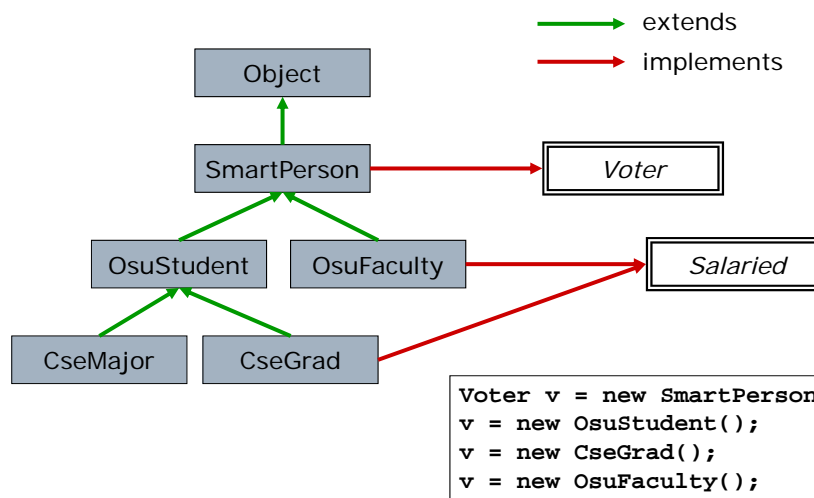 extends
implements
Object
SmartPerson
Voter
OsuStudent
OsuFaculty
Salaried
CseMajor
CseGrad
Voter v = new SmartPerson
v = new OsuStudent();
v = new CseGrad();
v = new OsuFaculty();